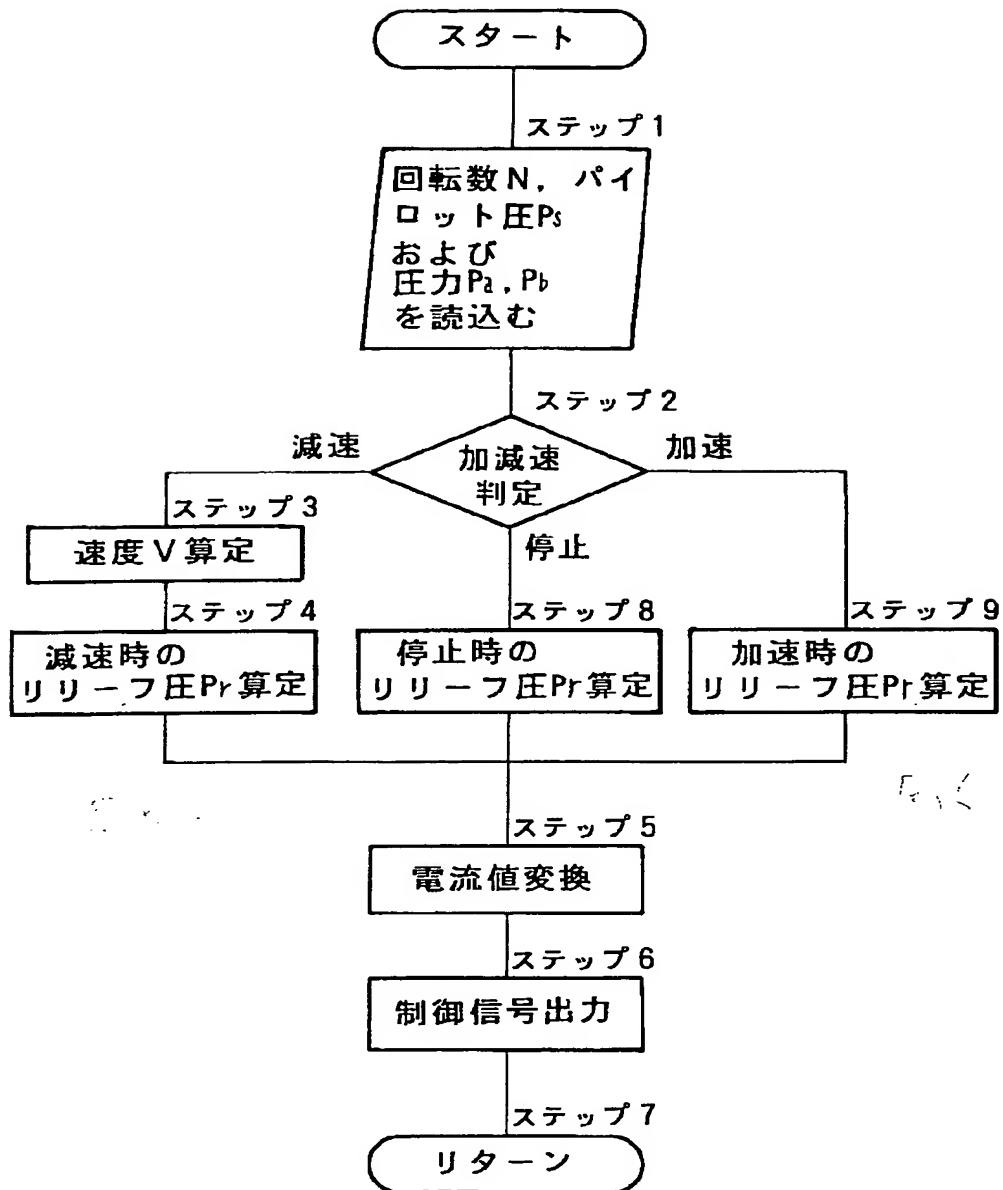 スタート
ステップ1
回転数N，パイ
ロット圧Ps
および
圧力Pa，Pb
を読込む
ステップ2
減速
加減速
判定
加速
停止
ステップ3
速度V算定
ステップ4
減速時の
リリーフ圧Pr算定
ステップ8
停止時の
リリーフ圧Pr算定
ステップ9
加速時の
リリーフ圧Pr算定
ステップ5
電流値変換
ステップ6
制御信号出力
ステップ7
リターン